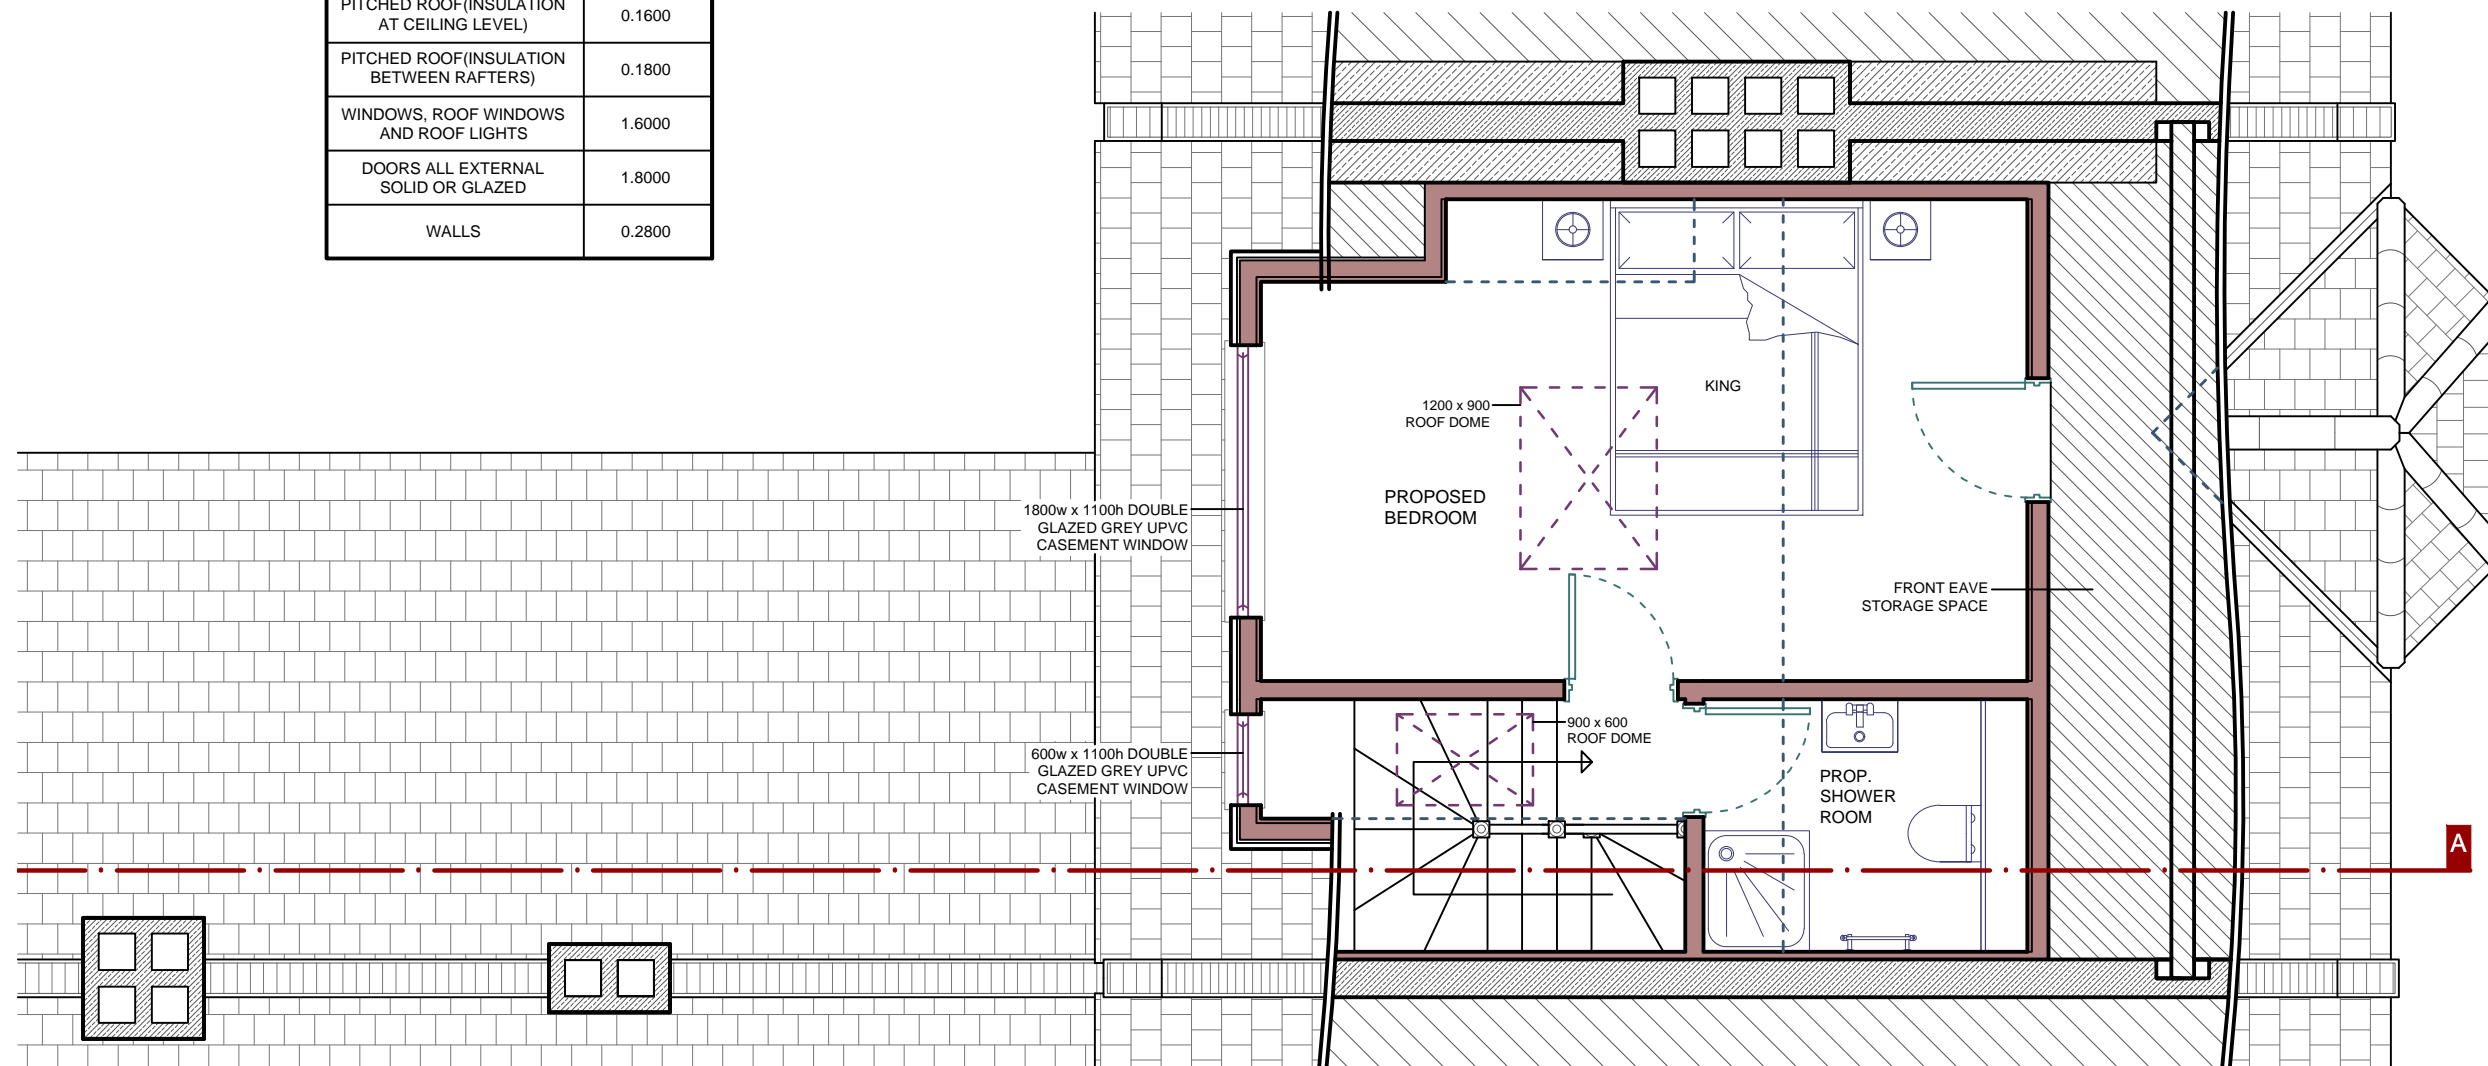 PITCHED ROOF(INSULATION
AT CEILING LEVEL)
0.1600
PITCHED ROOF(INSULATION
BETWEEN RAFTERS)
0.1800
WINDOWS, ROOF WINDOWS
AND ROOF LIGHTS
1.6000
DOORS ALL EXTERNAL
SOLID OR GLAZED
1.8000
WALLS
0.2800
KING
1200 x 900
ROOF DOME
PROPOSED
BEDROOM
1800w x 1100h DOUBLE
GLAZED GREY UPVC
CASEMENT WINDOW
FRONT EAVE
STORAGE SPACE
900 x 600
ROOF DOME
600w x 1100h DOUBLE
GLAZED GREY UPVC
CASEMENT WINDOW
PROP.
SHOWER
ROOM
A